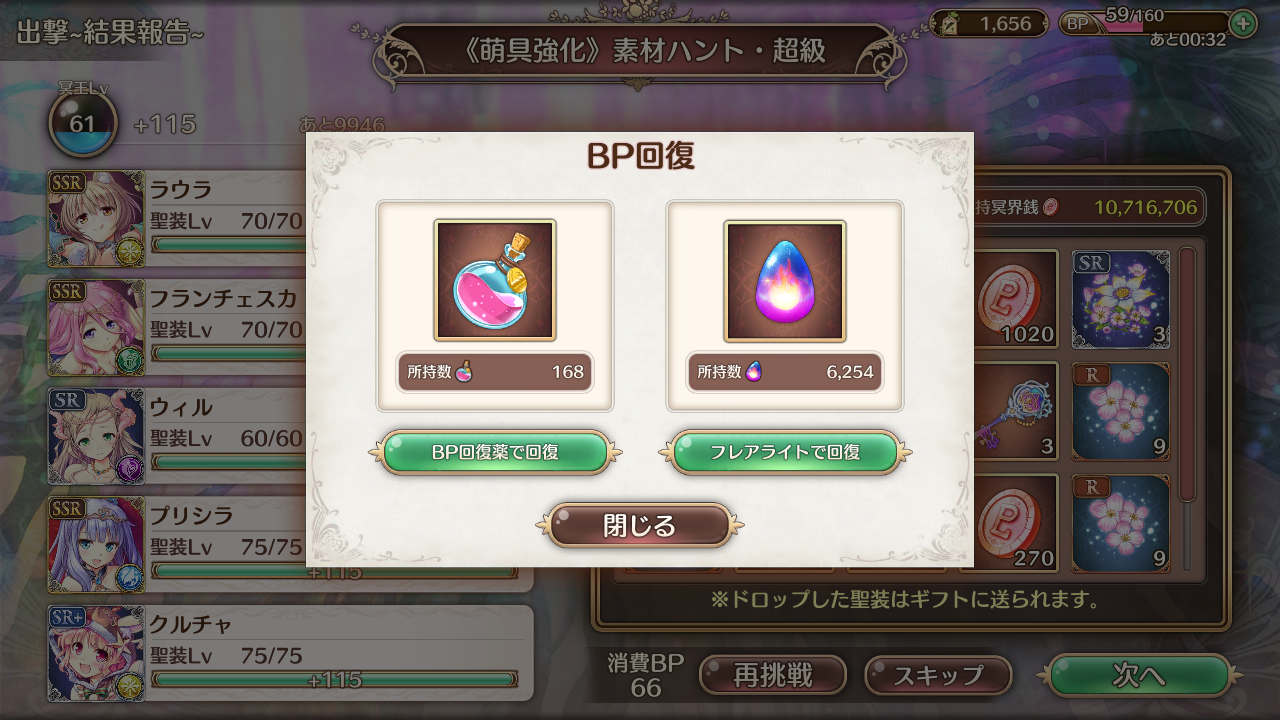 出撃~結果報告~
《萌具強化》素材ハント・超級
1,656
BP
59/160
あと00:32
冥王Lv
61
+115
あと9946
BP回復
所持数 168
所持数 6,254
BP回復薬で回復
フレアライトで回復
閉じる
SSR
ラウラ
聖装Lv 70/70
SSR
フランチェスカ
聖装Lv 70/70
SR
ウィル
聖装Lv 60/60
SSR
プリシラ
聖装Lv 75/75
+115
SR+
クルチャ
聖装Lv 75/75
+115
持冥界銭 10,716,706
1020
SR
3
3
R
9
270
R
9
※ドロップした聖装はギフトに送られます。
消費BP
66
再挑戦
スキップ
次へ